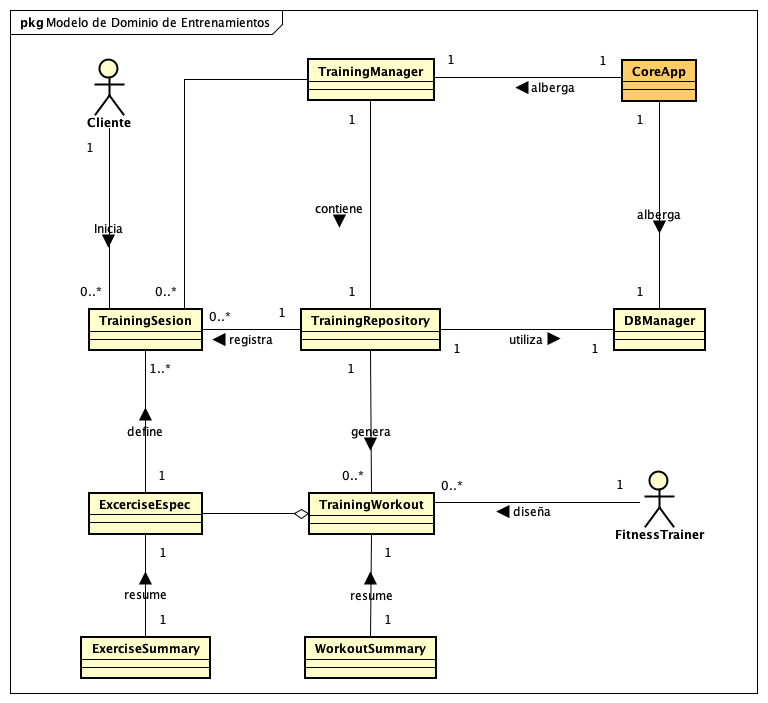 pkg Modelo de Dominio de Entrenamientos
Cliente
TrainingManager
CoreApp
1
1
alberga
1
1
1
contiene
Inicia
alberga
0..*
0..*
1
1
TrainingSesion
TrainingRepository
DBManager
0..*
1
registra
1
utiliza
1
1..*
1
define
genera
1
0..*
0..*
1
ExcerciseEspec
TrainingWorkout
diseña
FitnessTrainer
1
1
resume
resume
1
1
ExerciseSummary
WorkoutSummary